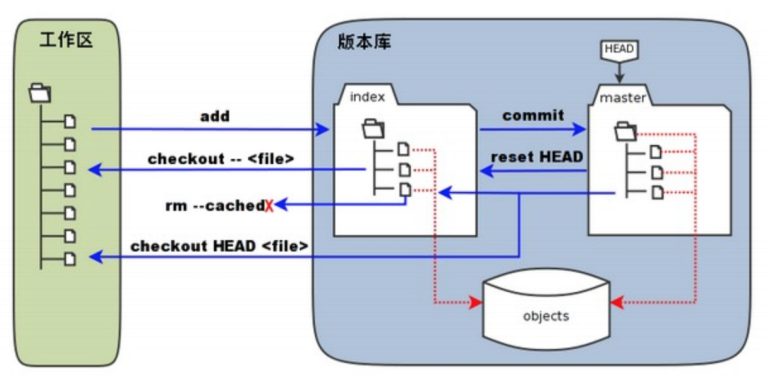 工作区
版本库
HEAD
index
master
add
commit
checkout -- <file>
reset HEAD
rm --cached
X
checkout HEAD <file>
objects